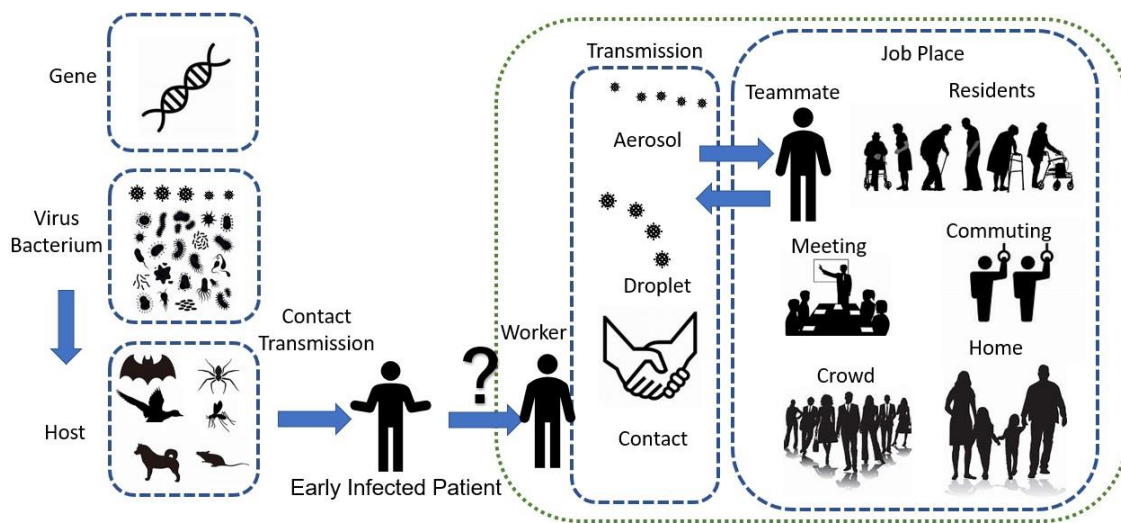 Gene
Virus
Bacterium
Host
Contact
Transmission
Early Infected Patient
?
Worker
Transmission
Aerosol
Droplet
Contact
Job Place
Teammate
Residents
Meeting
Commuting
Crowd
Home